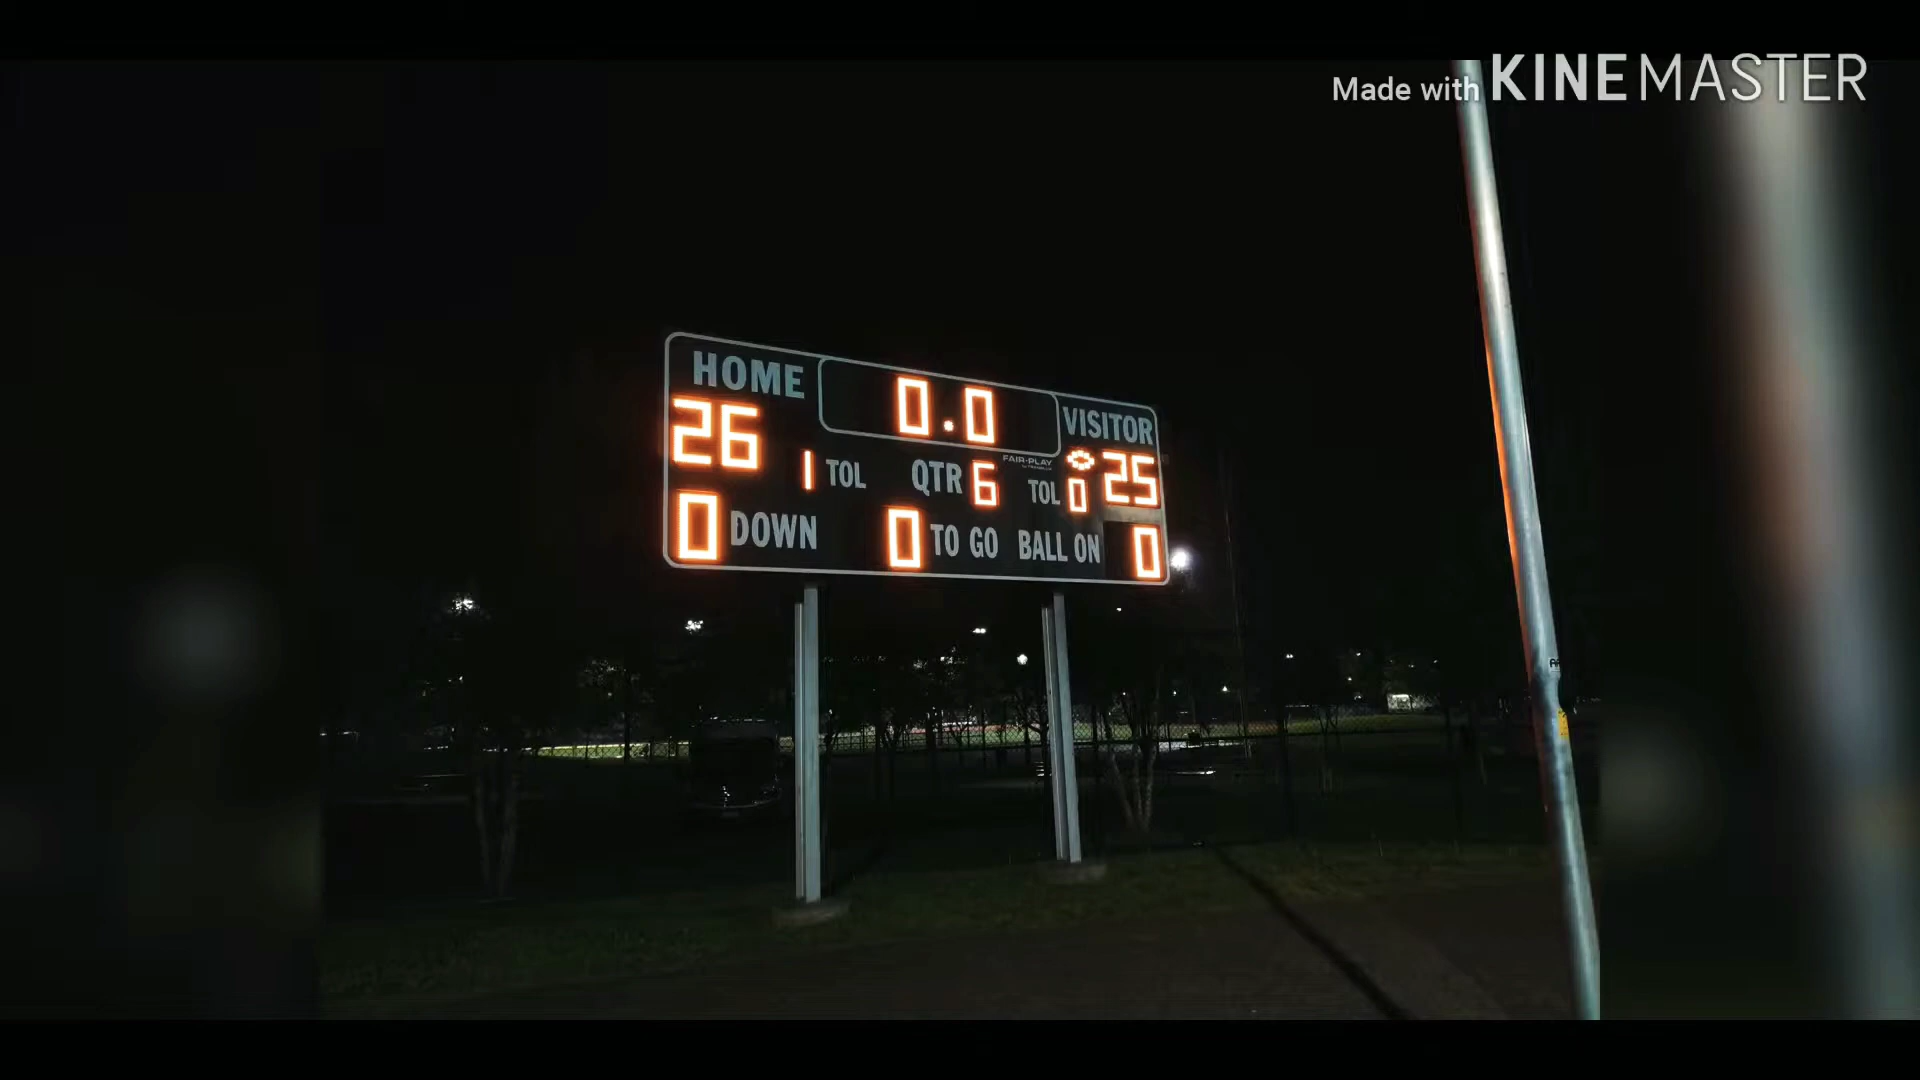 Made with KINEMASTER
HOME 0.0 VISITOR
26 25
1 TOL QTR 6 TOL 0
FAIR-PLAY
0 DOWN 0 TO GO BALL ON 0